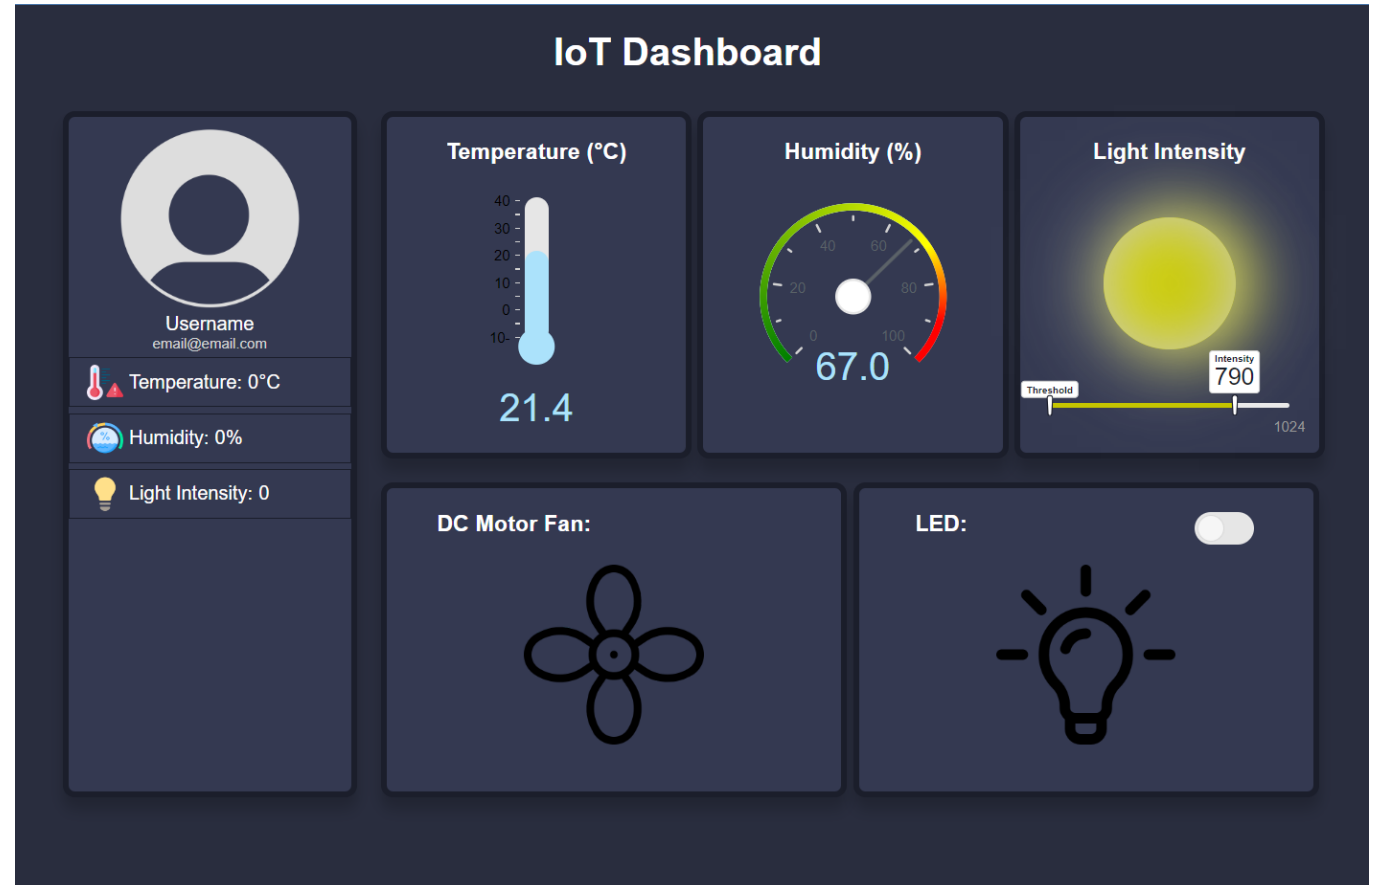 IoT Dashboard
Username
email@email.com
Temperature: 0°C
Humidity: 0%
Light Intensity: 0
Temperature (°C)
40
30
20
10
0
10-
21.4
Humidity (%)
0
20
40
60
80
100
67.0
Light Intensity
Threshold
Intensity
790
1024
DC Motor Fan:
LED: